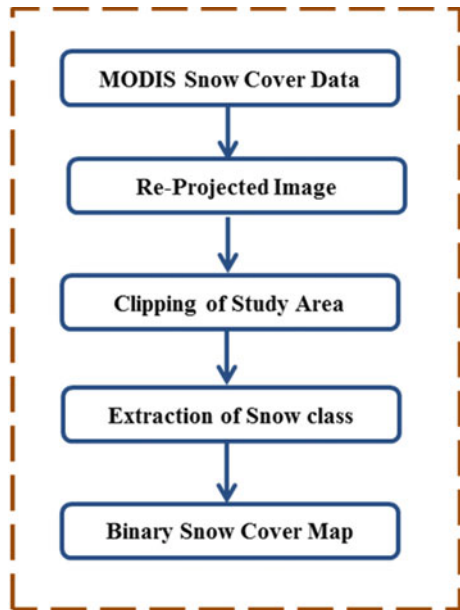 MODIS Snow Cover Data
Re-Projected Image
Clipping of Study Area
Extraction of Snow class
Binary Snow Cover Map